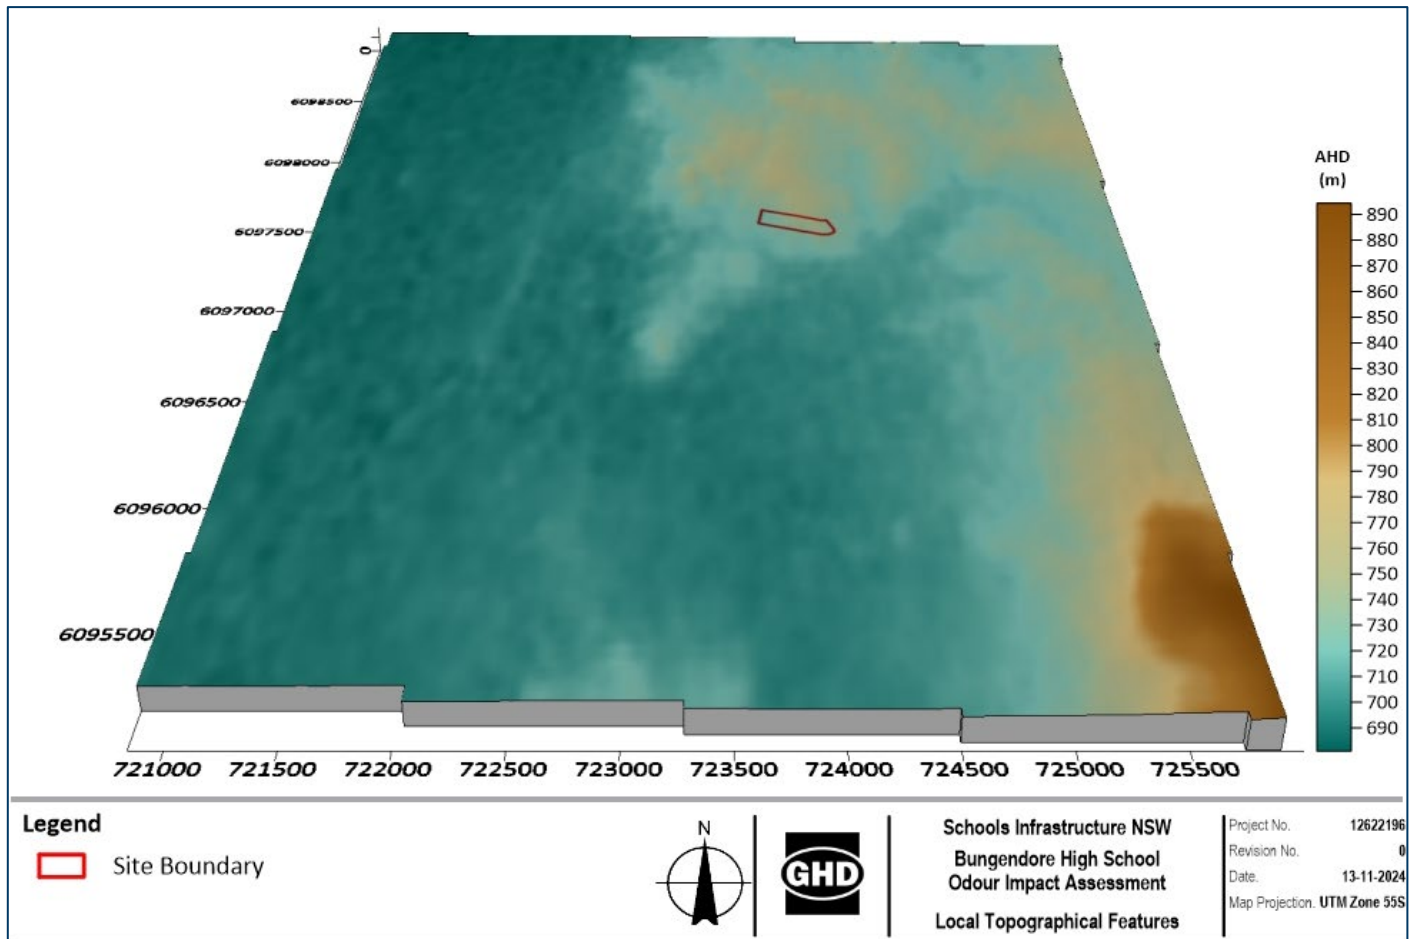 0
6098500
6098000
6097500
6097000
6096500
6096000
6095500
721000 721500 722000 722500 723000 723500 724000 724500 725000 725500
AHD
(m)
890
880
870
860
850
840
830
820
810
800
790
780
770
760
750
740
730
720
710
700
690
Legend
Site Boundary
N
GHD
Schools Infrastructure NSW
Bungendore High School
Odour Impact Assessment
Local Topographical Features
Project No. 12622196
Revision No. 0
Date. 13-11-2024
Map Projection. UTM Zone 55S